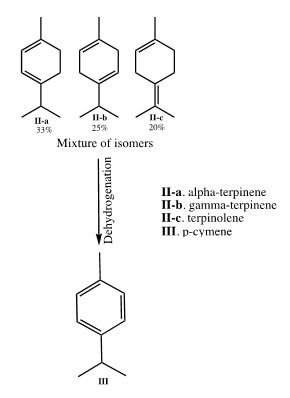 II-a II-b II-c
33% 25% 20%
Mixture of isomers
Dehydrogenation
II-a. alpha-terpinene
II-b. gamma-terpinene
II-c. terpinolene
III. p-cymene
III